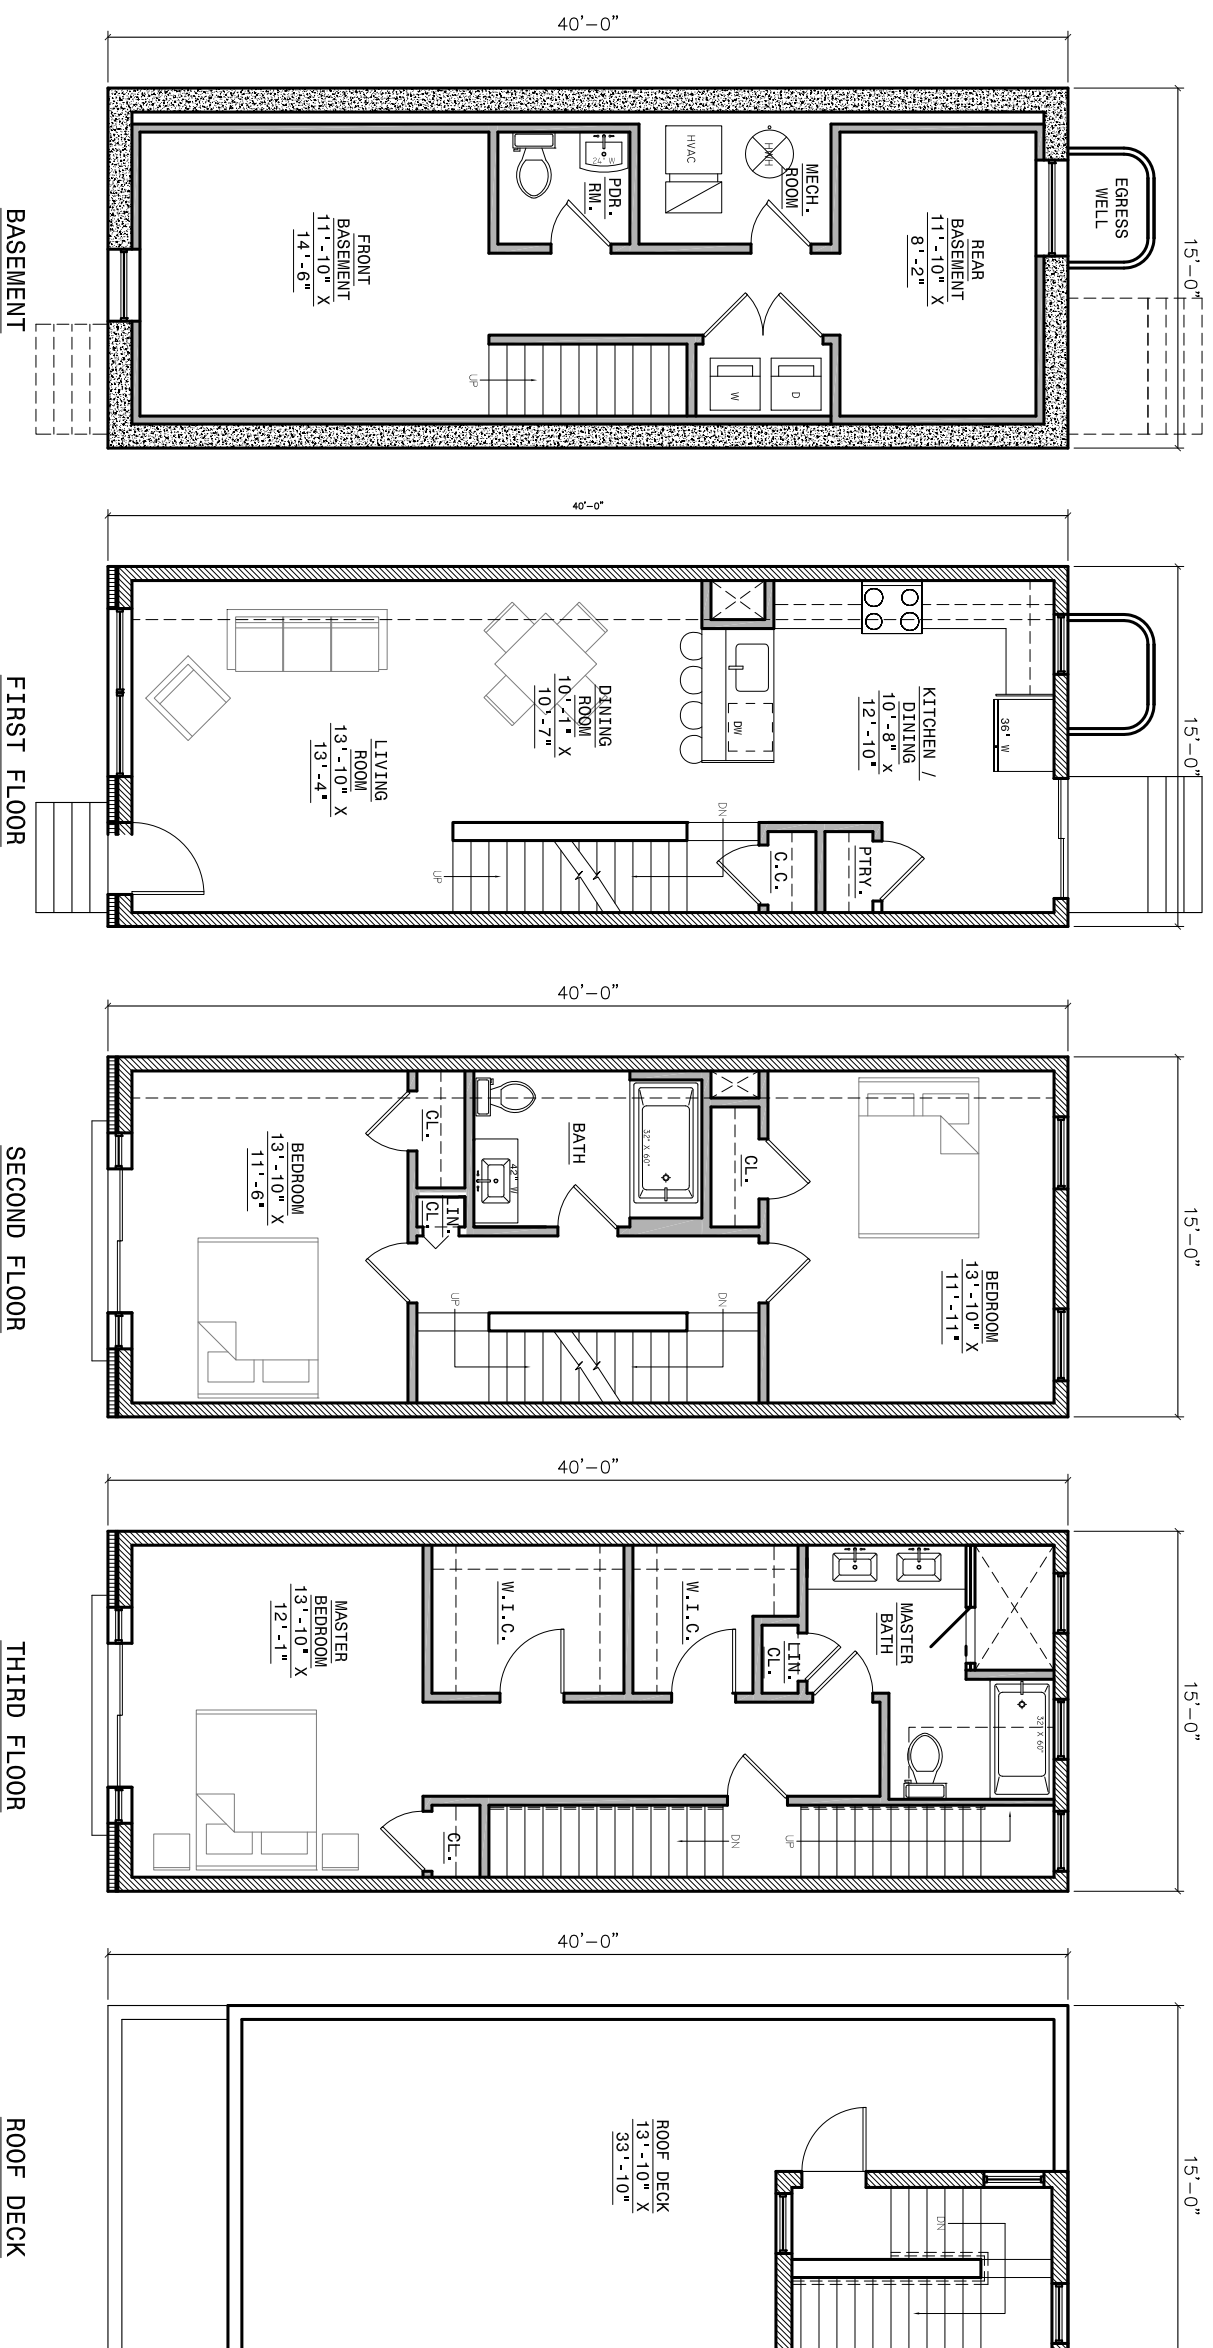 BASEMENT
40'-0"
15'-0"
EGRESS
WELL
REAR
BASEMENT
11'-10" X
8'-2"
MECH.
ROOM
HWH
HVAC
PDR.
RM.
24" W
FRONT
BASEMENT
11'-10" X
14'-6"
UP
W
D
FIRST FLOOR
40'-0"
15'-0"
KITCHEN /
DINING
10'-8" X
12'-10"
36" W
DW
DINING
ROOM
10'-1" X
10'-7"
LIVING
ROOM
13'-10" X
13'-4"
DN
UP
C.C.
PTRY.
SECOND FLOOR
40'-0"
15'-0"
BEDROOM
13'-10" X
11'-11"
CL.
32" X 60"
BATH
42" W
CL.
LIN.
CL.
BEDROOM
13'-10" X
11'-6"
DN
UP
THIRD FLOOR
40'-0"
15'-0"
MASTER
BATH
32" X 60"
LIN.
CL.
W.I.C.
W.I.C.
MASTER
BEDROOM
13'-10" X
12'-1"
UP
DN
CL.
ROOF DECK
40'-0"
15'-0"
ROOF DECK
13'-10" X
33'-10"
DN